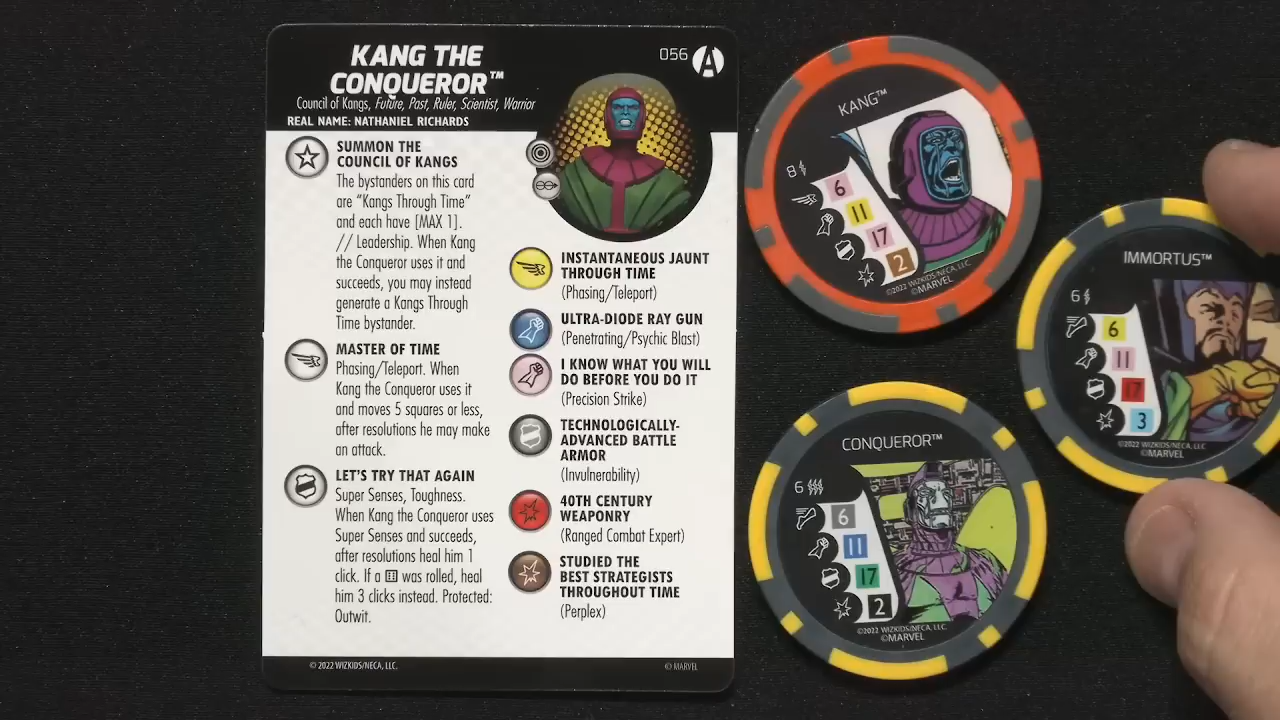 KANG THE
CONQUEROR™
056
Council of Kangs, Future, Past, Ruler, Scientist, Warrior
REAL NAME: NATHANIEL RICHARDS
SUMMON THE
COUNCIL OF KANGS
The bystanders on this card
are “Kangs Through Time”
and each have [MAX 1].
// Leadership. When Kang
the Conqueror uses it and
succeeds, you may instead
generate a Kangs Through
Time bystander.
MASTER OF TIME
Phasing/Teleport. When
Kang the Conqueror uses it
and moves 5 squares or less,
after resolutions he may make
an attack.
LET'S TRY THAT AGAIN
Super Senses, Toughness.
When Kang the Conqueror uses
Super Senses and succeeds,
after resolutions heal him 1
click. If a ⚅ was rolled, heal
him 3 clicks instead. Protected:
Outwit.
INSTANTANEOUS JAUNT
THROUGH TIME
(Phasing/Teleport)
ULTRA-DIODE RAY GUN
(Penetrating/Psychic Blast)
I KNOW WHAT YOU WILL
DO BEFORE YOU DO IT
(Precision Strike)
TECHNOLOGICALLY-
ADVANCED BATTLE
ARMOR
(Invulnerability)
40TH CENTURY
WEAPONRY
(Ranged Combat Expert)
STUDIED THE
BEST STRATEGISTS
THROUGHOUT TIME
(Perplex)
© 2022 WIZKIDS/NECA, LLC.
© MARVEL
KANG™
8
6
11
17
2
©2022 WIZKIDS/NECA, LLC.
©MARVEL
IMMORTUS™
6
6
11
17
3
©2022 WIZKIDS/NECA, LLC
©MARVEL
CONQUEROR™
6
6
11
17
2
©2022 WIZKIDS/NECA, LLC.
©MARVEL